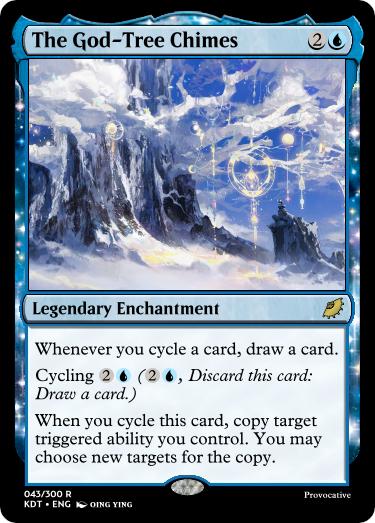 The God-Tree Chimes 2
Legendary Enchantment
Whenever you cycle a card, draw a card.
Cycling 2 (2, Discard this card:
Draw a card.)
When you cycle this card, copy target
triggered ability you control. You may
choose new targets for the copy.
043/300 R
KDT • ENG OING YING
Provocative